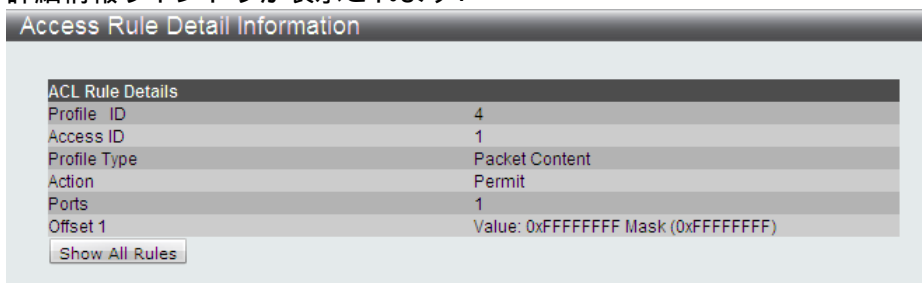 Access Rule Detail Information
ACL Rule Details
Profile ID 4
Access ID 1
Profile Type Packet Content
Action Permit
Ports 1
Offset 1 Value: 0xFFFFFFFF Mask (0xFFFFFFFF)
Show All Rules